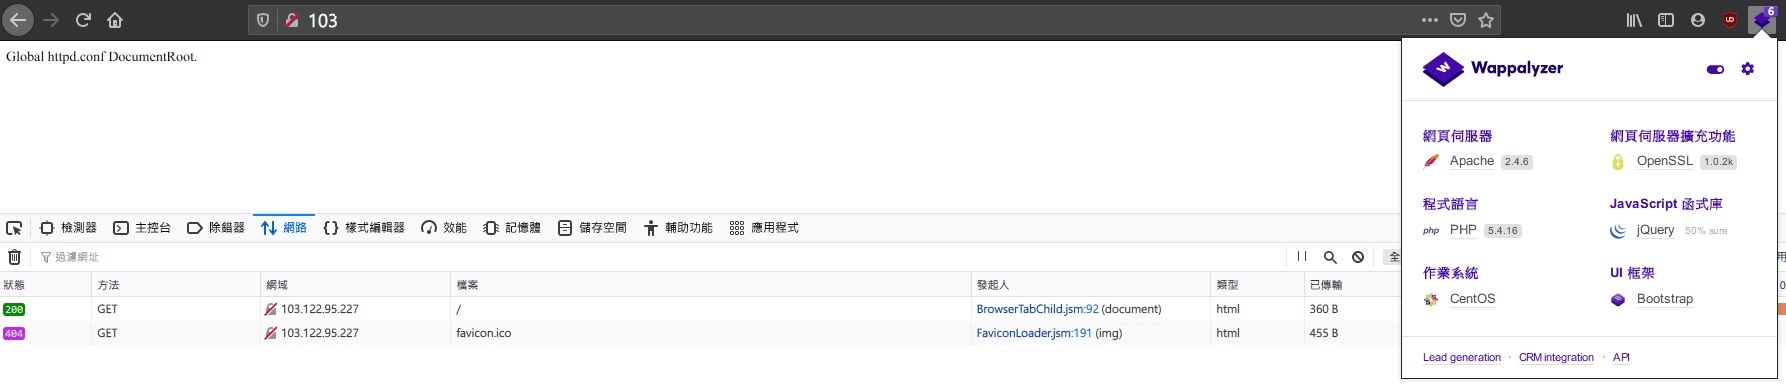 103
6
Global httpd.conf DocumentRoot.
Wappalyzer
網頁伺服器
Apache 2.4.6
網頁伺服器擴充功能
OpenSSL 1.0.2k
程式語言
php PHP 5.4.16
JavaScript 函式庫
jQuery 50% sure
作業系統
CentOS
UI 框架
Bootstrap
Lead generation · CRM integration · API
檢測器 主控台 除錯器 網路 樣式編輯器 效能 記憶體 儲存空間 輔助功能 應用程式
過濾網址 全
狀態 方法 網域 檔案 發起人 類型 已傳輸
200 GET 103.122.95.227 / BrowserTabChild.jsm:92 (document) html 360 B
404 GET 103.122.95.227 favicon.ico FaviconLoader.jsm:191 (img) html 455 B